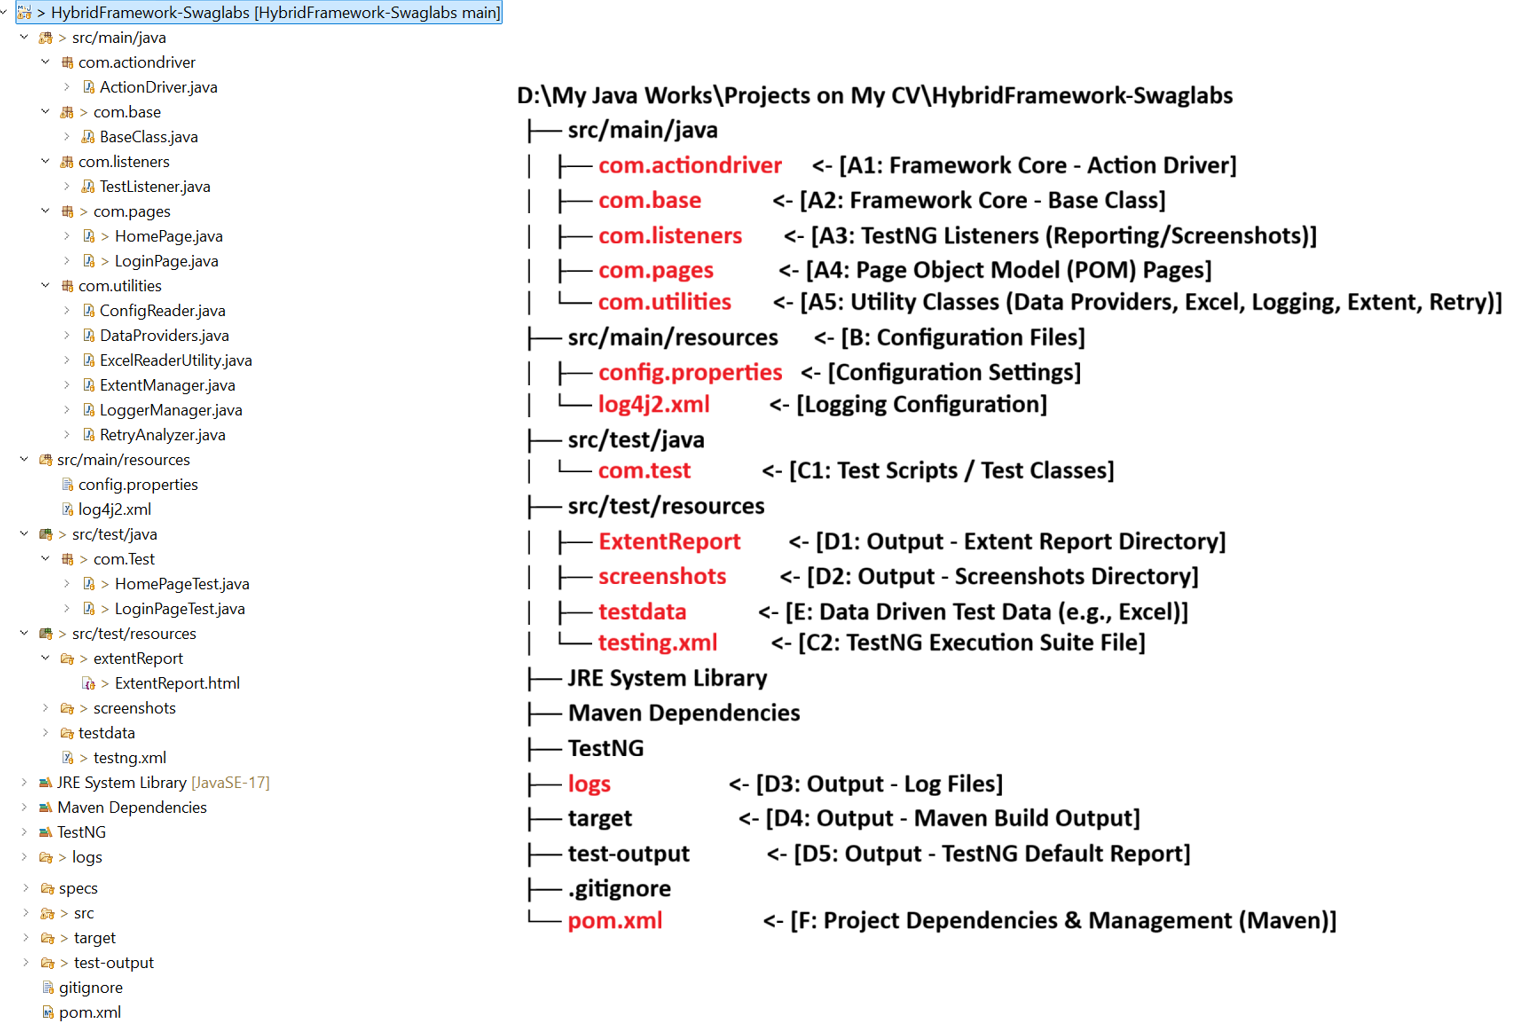 > HybridFramework-Swaglabs [HybridFramework-Swaglabs main]
> src/main/java
com.actiondriver
ActionDriver.java
> com.base
BaseClass.java
com.listeners
TestListener.java
> com.pages
> HomePage.java
> LoginPage.java
com.utilities
ConfigReader.java
DataProviders.java
ExcelReaderUtility.java
ExtentManager.java
LoggerManager.java
RetryAnalyzer.java
src/main/resources
config.properties
log4j2.xml
> src/test/java
> com.Test
> HomePageTest.java
> LoginPageTest.java
> src/test/resources
> extentReport
> ExtentReport.html
> screenshots
testdata
> testng.xml
JRE System Library [JavaSE-17]
Maven Dependencies
TestNG
> logs
specs
> src
> target
> test-output
gitignore
pom.xml
D:\My Java Works\Projects on My CV\HybridFramework-Swaglabs
├── src/main/java
│ ├── com.actiondriver <- [A1: Framework Core - Action Driver]
│ ├── com.base <- [A2: Framework Core - Base Class]
│ ├── com.listeners <- [A3: TestNG Listeners (Reporting/Screenshots)]
│ ├── com.pages <- [A4: Page Object Model (POM) Pages]
│ └── com.utilities <- [A5: Utility Classes (Data Providers, Excel, Logging, Extent, Retry)]
├── src/main/resources <- [B: Configuration Files]
│ ├── config.properties <- [Configuration Settings]
│ └── log4j2.xml <- [Logging Configuration]
├── src/test/java
│ └── com.test <- [C1: Test Scripts / Test Classes]
├── src/test/resources
│ ├── ExtentReport <- [D1: Output - Extent Report Directory]
│ ├── screenshots <- [D2: Output - Screenshots Directory]
│ ├── testdata <- [E: Data Driven Test Data (e.g., Excel)]
│ └── testing.xml <- [C2: TestNG Execution Suite File]
├── JRE System Library
├── Maven Dependencies
├── TestNG
├── logs <- [D3: Output - Log Files]
├── target <- [D4: Output - Maven Build Output]
├── test-output <- [D5: Output - TestNG Default Report]
├── .gitignore
└── pom.xml <- [F: Project Dependencies & Management (Maven)]